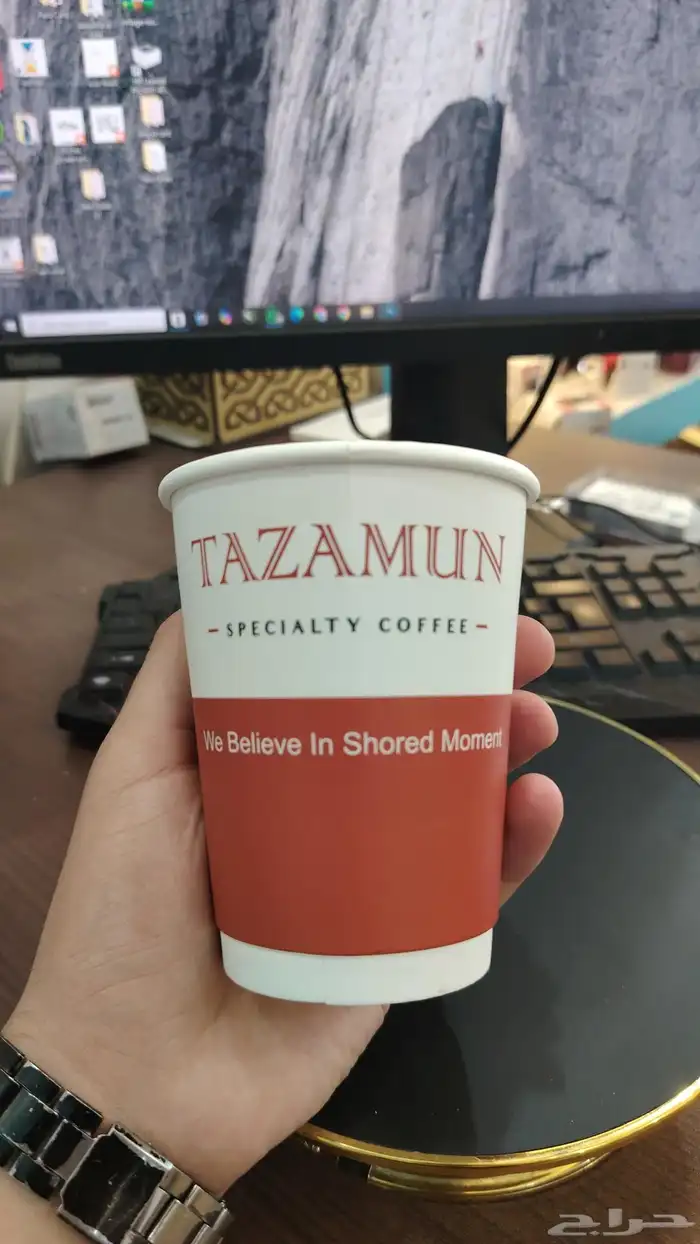 TAZAMUN
- SPECIALTY COFFEE -
We Believe In Shored Moment
حراج